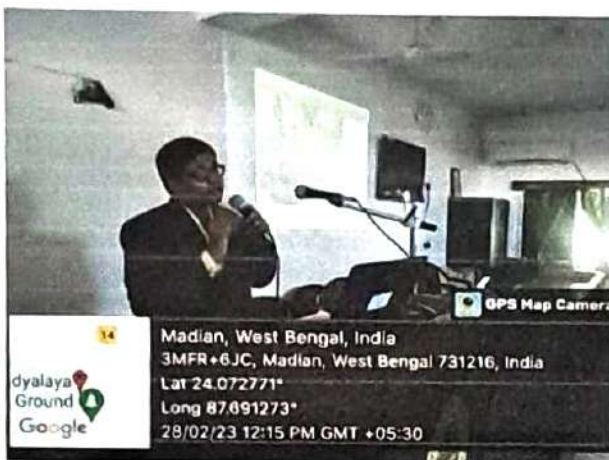 GPS Map Camera
14
dyalaya
Ground
Google
Madian, West Bengal, India
3MFR+6JC, Madian, West Bengal 731216, India
Lat 24.072771°
Long 87.691273°
28/02/23 12:15 PM GMT +05:30